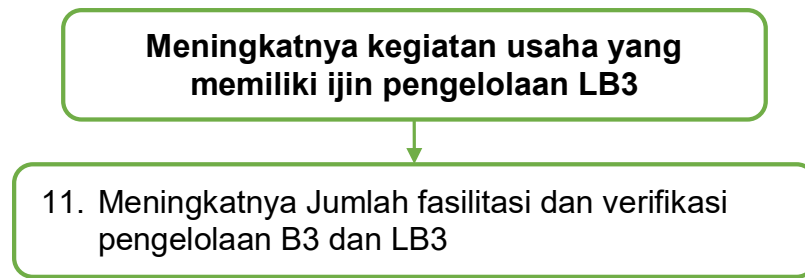 Meningkatnya kegiatan usaha yang
memiliki ijin pengelolaan LB3
11. Meningkatnya Jumlah fasilitasi dan verifikasi
pengelolaan B3 dan LB3